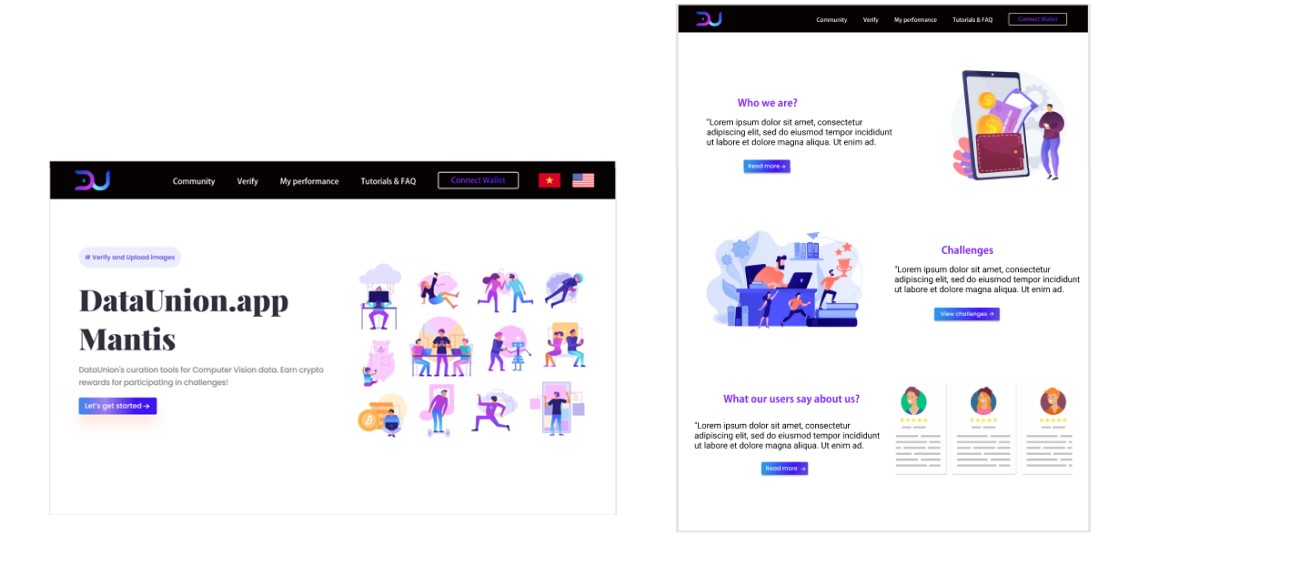 DU
Community Verify My performance Tutorials & FAQ Connect Wallet
# Verify and Upload images
DataUnion.app
Mantis
DataUnion's curation tools for Computer Vision data. Earn crypto
rewards for participating in challenges!
Let's get started →
DU
Community Verify My performance Tutorials & FAQ Connect Wallet
Who we are?
"Lorem ipsum dolor sit amet, consectetur
adipiscing elit, sed do eiusmod tempor incididunt
ut labore et dolore magna aliqua. Ut enim ad.
Read more →
Challenges
"Lorem ipsum dolor sit amet, consectetur
adipiscing elit, sed do eiusmod tempor incididunt
ut labore et dolore magna aliqua. Ut enim ad.
View challenges →
What our users say about us?
"Lorem ipsum dolor sit amet, consectetur
adipiscing elit, sed do eiusmod tempor incididunt
ut labore et dolore magna aliqua. Ut enim ad.
Read more →